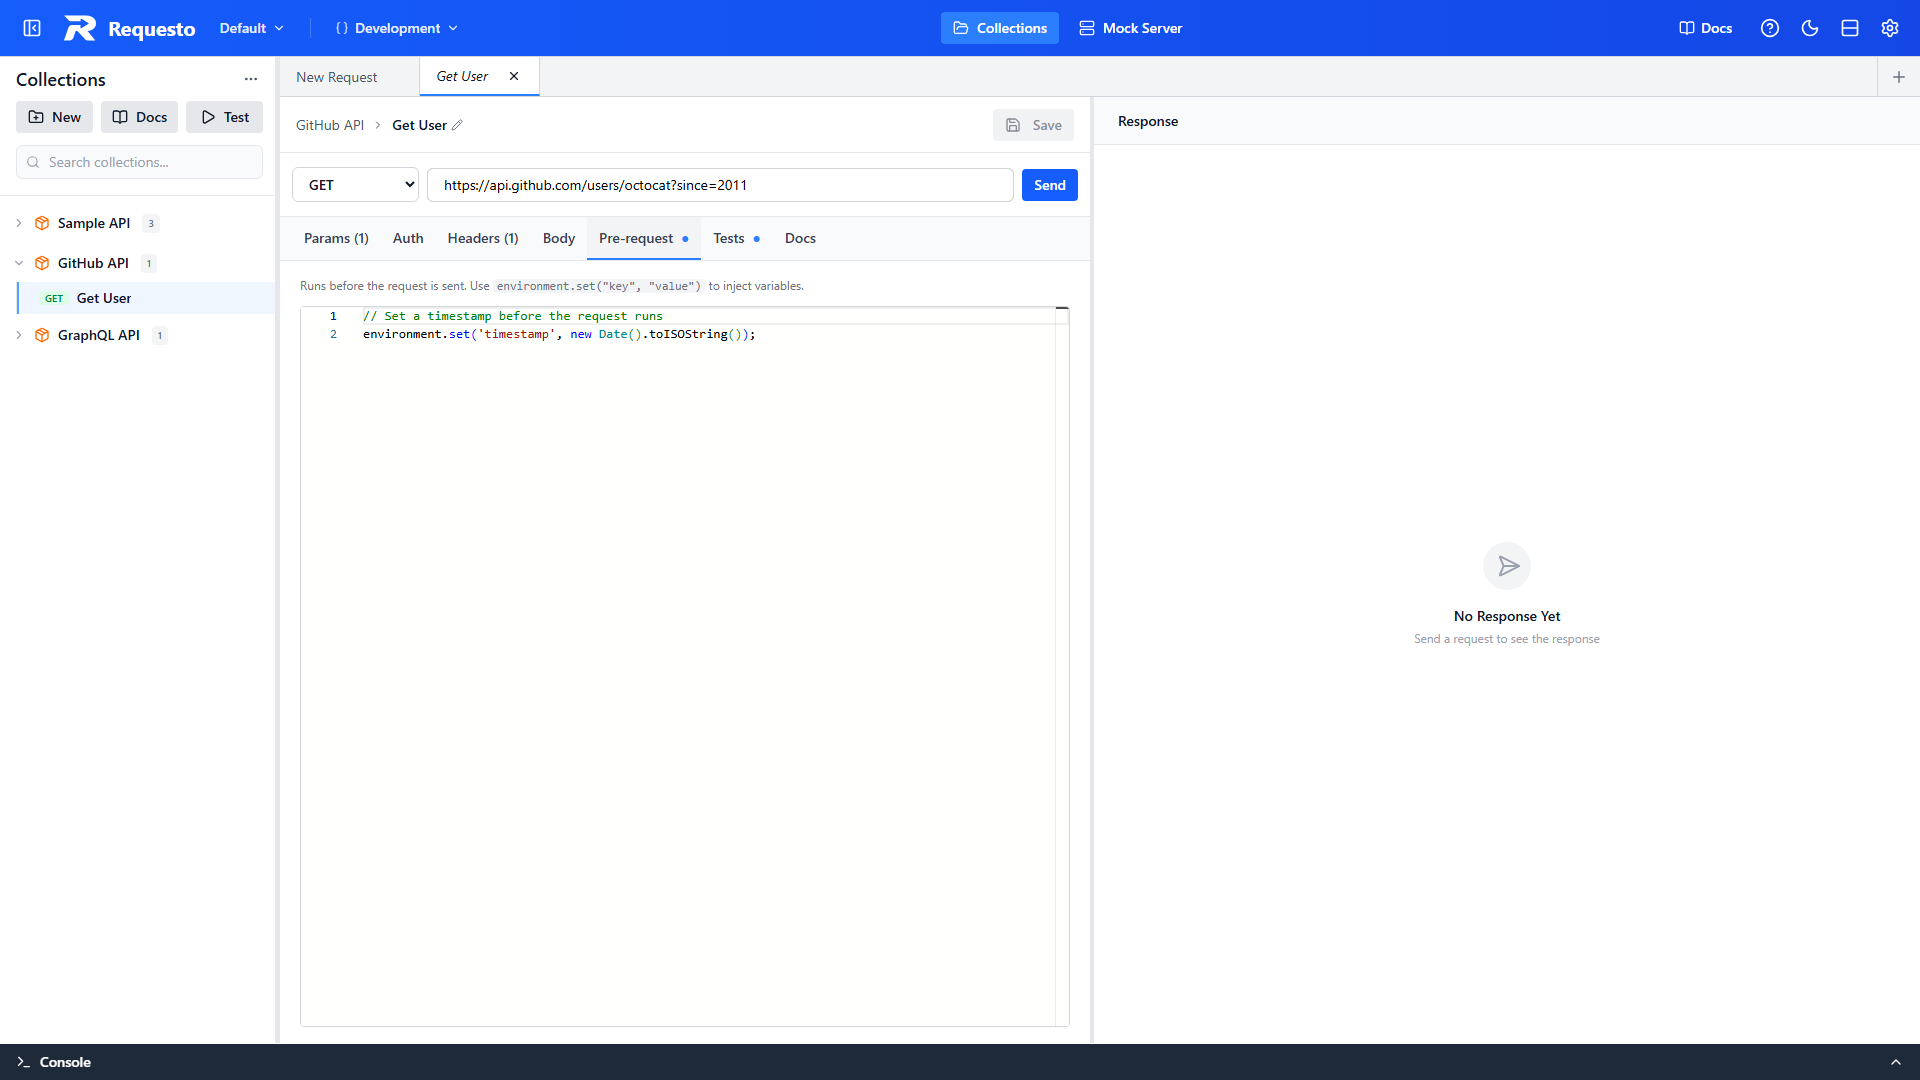 Requesto
Default
{ } Development
Collections
Mock Server
Docs
Collections
New
Docs
Test
Search collections...
Sample API 3
GitHub API 1
GET Get User
GraphQL API 1
New Request
Get User
GitHub API
Get User
Save
GET
https://api.github.com/users/octocat?since=2011
Send
Params (1)
Auth
Headers (1)
Body
Pre-request
Tests
Docs
Runs before the request is sent. Use environment.set("key", "value") to inject variables.
1 // Set a timestamp before the request runs
2 environment.set('timestamp', new Date().toISOString());
Response
No Response Yet
Send a request to see the response
Console